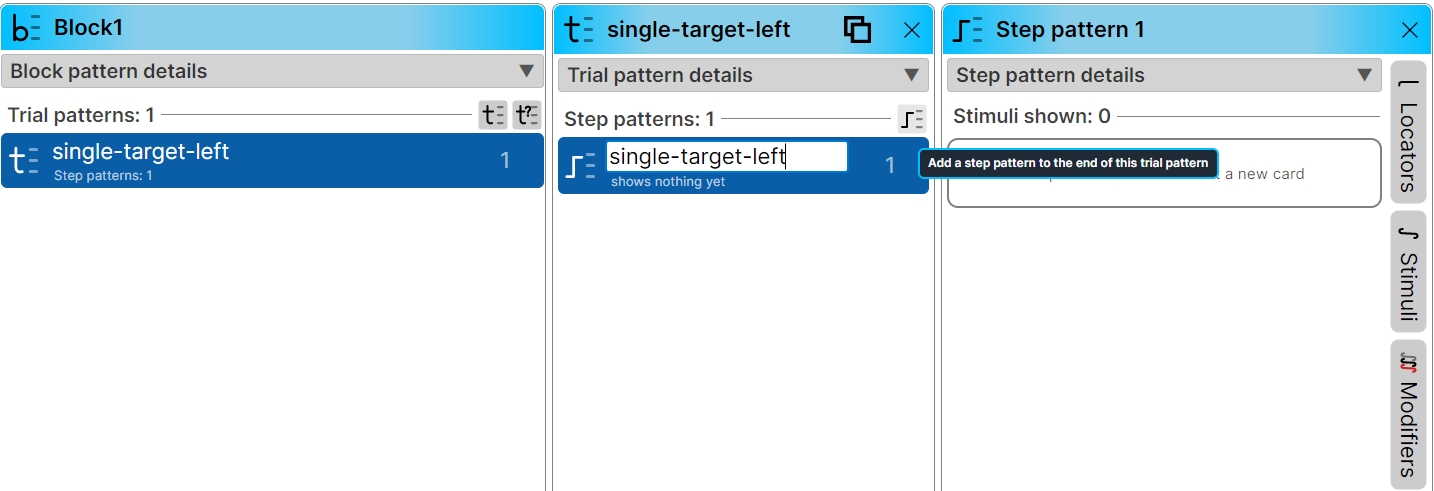 Block1
Block pattern details
Trial patterns: 1
single-target-left
Step patterns: 1
1
single-target-left
Trial pattern details
Step patterns: 1
single-target-left
shows nothing yet
1
Add a step pattern to the end of this trial pattern
Step pattern 1
Step pattern details
Stimuli shown: 0
a new card
Locators
Stimuli
Modifiers